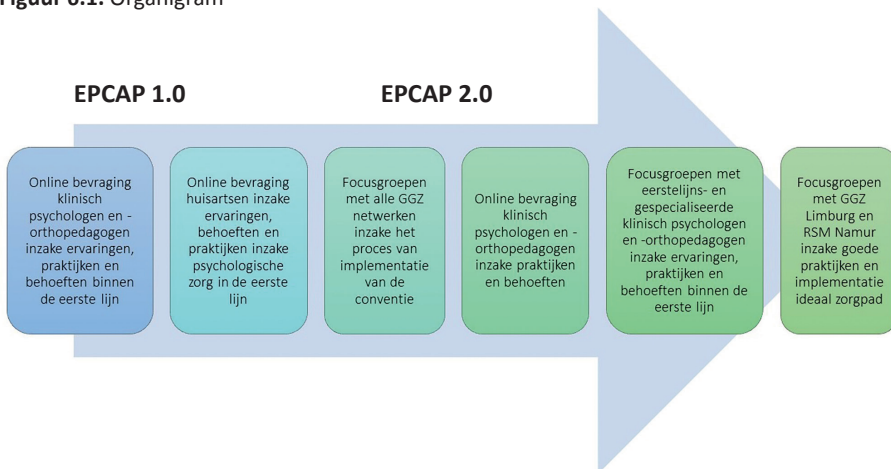 Figuur 6.1. Organigram
EPCAP 1.0
EPCAP 2.0
Online bevraging
klinisch
psychologen en -
orthopedagogen
inzake ervaringen,
praktijken en
behoeften binnen
de eerste lijn
Online bevraging
huisartsen inzake
ervaringen,
behoeften en
praktijken inzake
psychologische
zorg in de eerste
lijn
Focusgroepen
met alle GGZ
netwerken
inzake het
proces van
implementatie
van de
conventie
Online bevraging
klinisch
psychologen en -
orthopedagogen
inzake praktijken
en behoeften
Focusgroepen met
eerstelijns- en
gespecialiseerde
klinisch psychologen
en -orthopedagogen
inzake ervaringen,
praktijken en
behoeften binnen de
eerste lijn
Focusgroepen
met GGZ
Limburg en
RSM Namur
inzake goede
praktijken en
implementatie
ideaal zorgpad